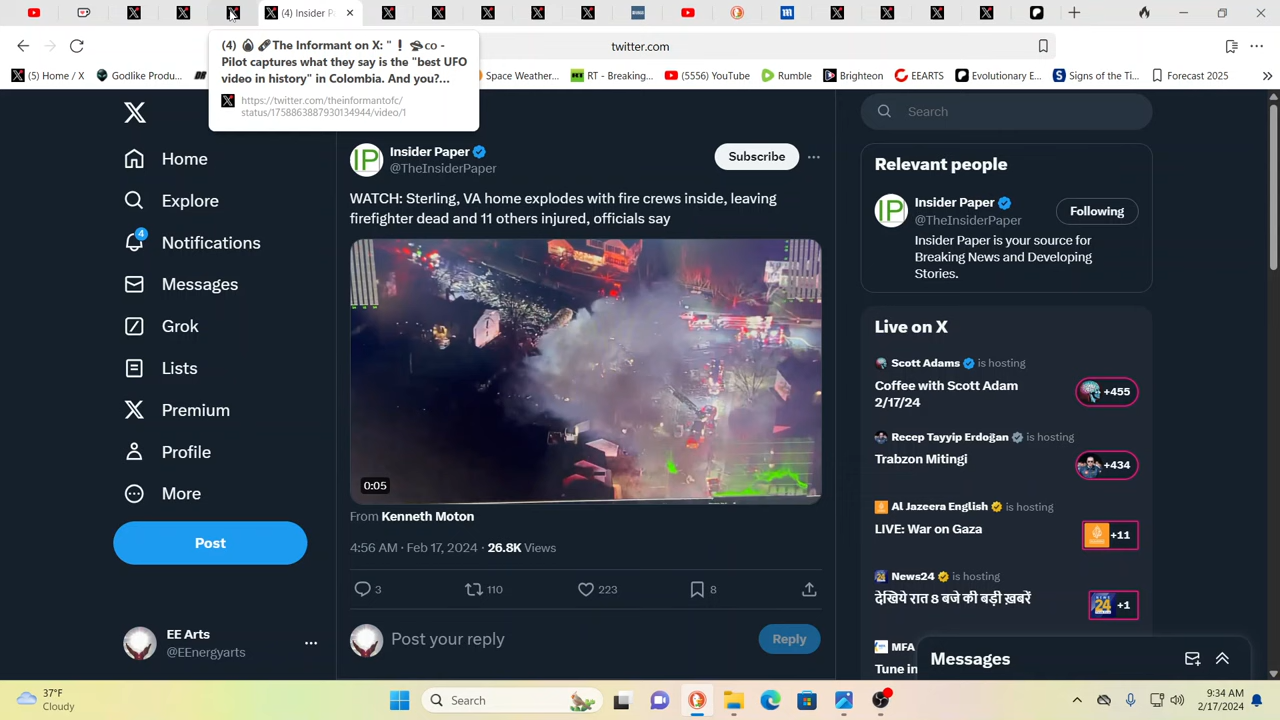 (4) Insider P
(4) The Informant on X: "
co -
Pilot captures what they say is the "best UFO
video in history" in Colombia. And you?...
https://twitter.com/theinformantofc/
status/1758863887930134944/video/1
twitter.com
(5) Home / X
Godlike Produ...
Space Weather...
RT - Breaking...
(5556) YouTube
Rumble
Brighteon
EEARTS
Evolutionary E...
Signs of the Ti...
Forecast 2025
Home
Explore
4
Notifications
Messages
Grok
Lists
Premium
Profile
More
Post
EE Arts
@EEnergyarts
Insider Paper
@TheInsiderPaper
Subscribe
WATCH: Sterling, VA home explodes with fire crews inside, leaving
firefighter dead and 11 others injured, officials say
0:05
From Kenneth Moton
4:56 AM · Feb 17, 2024 · 26.8K Views
3
110
223
8
Post your reply
Reply
Search
Relevant people
Insider Paper
@TheInsiderPaper
Following
Insider Paper is your source for
Breaking News and Developing
Stories.
Live on X
Scott Adams is hosting
Coffee with Scott Adam
2/17/24
+455
Recep Tayyip Erdoğan is hosting
Trabzon Mitingi
+434
Al Jazeera English is hosting
LIVE: War on Gaza
+11
News24 is hosting
देखिये रात 8 बजे की बड़ी ख़बरें
+1
MFA
Tune in
Messages
37°F
Cloudy
Search
9:34 AM
2/17/2024